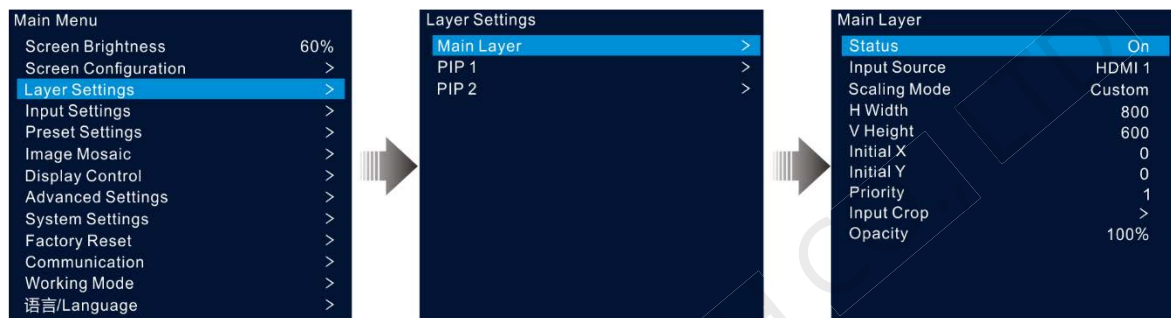 Main Menu
Screen Brightness 60%
Screen Configuration >
Layer Settings >
Input Settings >
Preset Settings >
Image Mosaic >
Display Control >
Advanced Settings >
System Settings >
Factory Reset >
Communication >
Working Mode >
语言/Language >
Layer Settings
Main Layer >
PIP 1 >
PIP 2 >
Main Layer
Status On
Input Source HDMI 1
Scaling Mode Custom
H Width 800
V Height 600
Initial X 0
Initial Y 0
Priority 1
Input Crop >
Opacity 100%